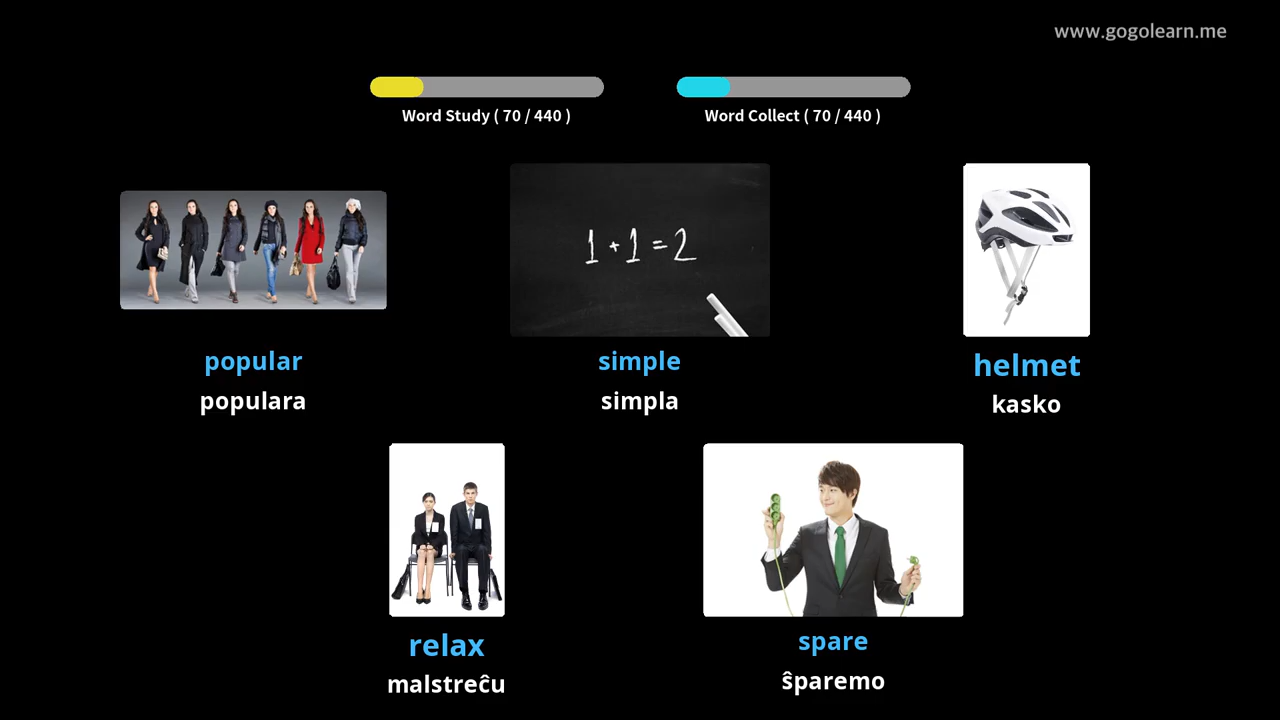 www.gogolearn.me
Word Study ( 70 / 440 )
Word Collect ( 70 / 440 )
1 + 1 = 2
popular
populara
simple
simpla
helmet
kasko
relax
malstreĉu
spare
ŝparemo